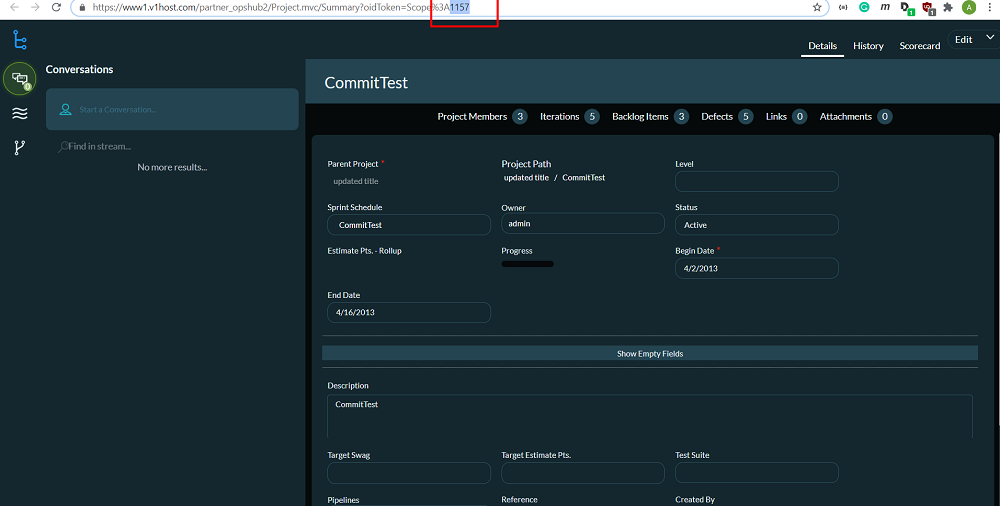 https://www1.v1host.com/partner_opshub2/Project.mvc/Summary?oidToken=Scope%3A1157
A
1
1
Details History Scorecard Edit
Conversations
Start a Conversation...
Find in stream...
No more results...
CommitTest
Project Members 3 Iterations 5 Backlog Items 3 Defects 5 Links 0 Attachments 0
Parent Project * Project Path Level
updated title updated title / CommitTest
Sprint Schedule Owner Status
CommitTest admin Active
Estimate Pts. - Rollup Progress Begin Date *
4/2/2013
End Date
4/16/2013
Show Empty Fields
Description
CommitTest
Target Swag Target Estimate Pts. Test Suite
Pipelines Reference Created By